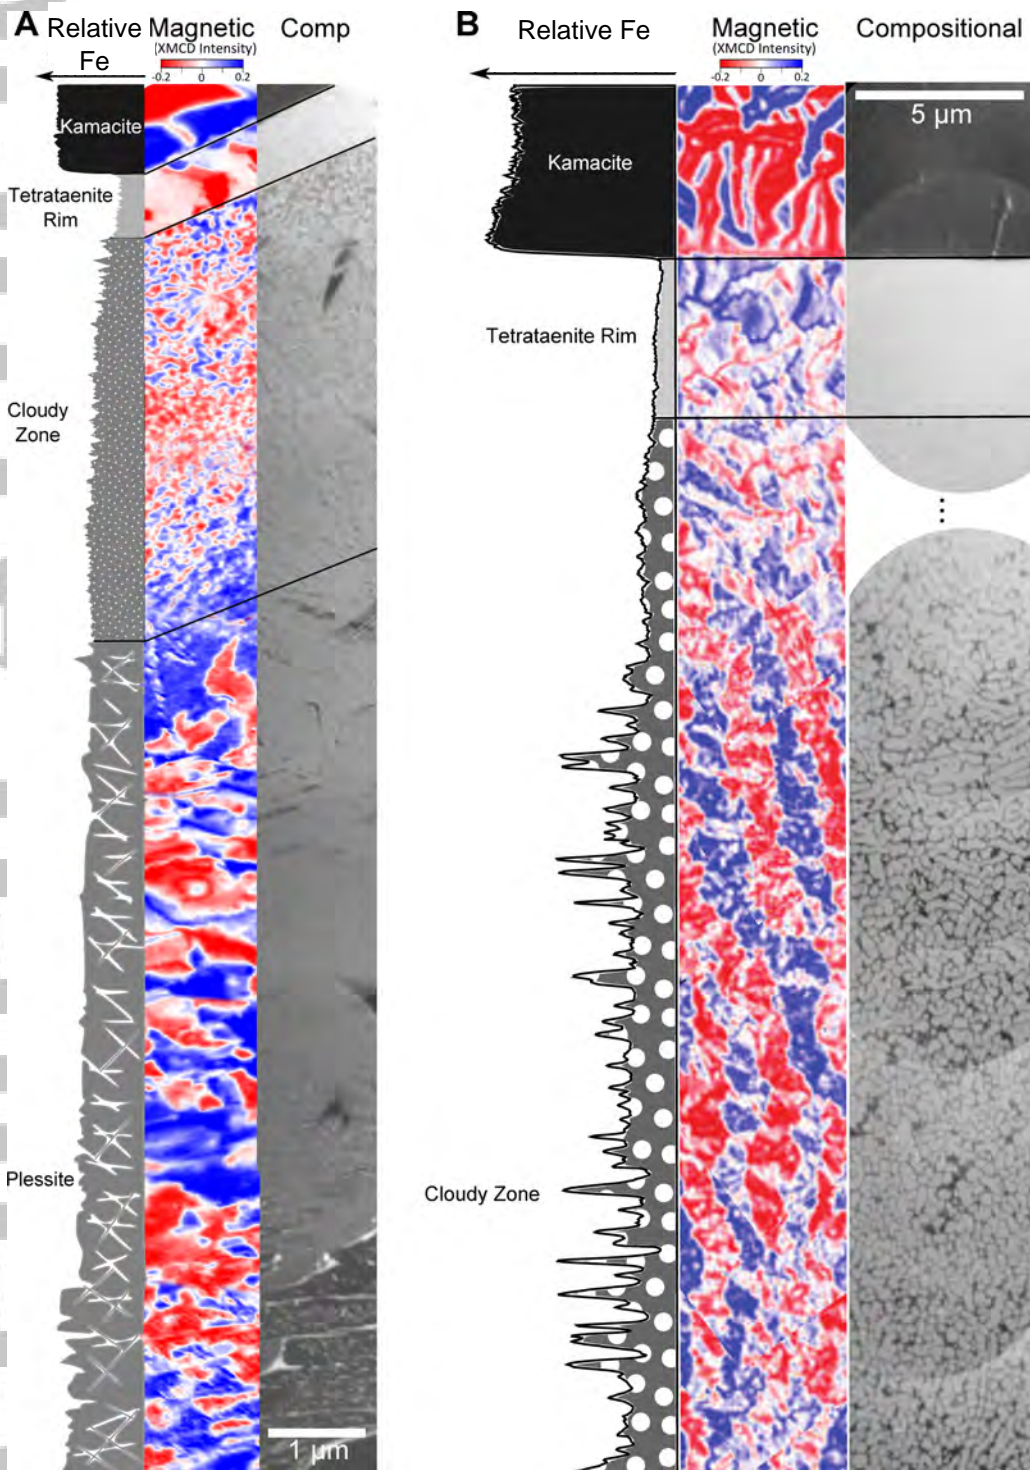 A
Relative
Fe
Magnetic
(XMCD Intensity)
-0.2 0 0.2
Comp
Kamacite
Tetrataenite
Rim
Cloudy
Zone
Plessite
1 μm
B
Relative Fe
Magnetic
(XMCD Intensity)
-0.2 0 0.2
Compositional
5 μm
Kamacite
Tetrataenite Rim
Cloudy Zone